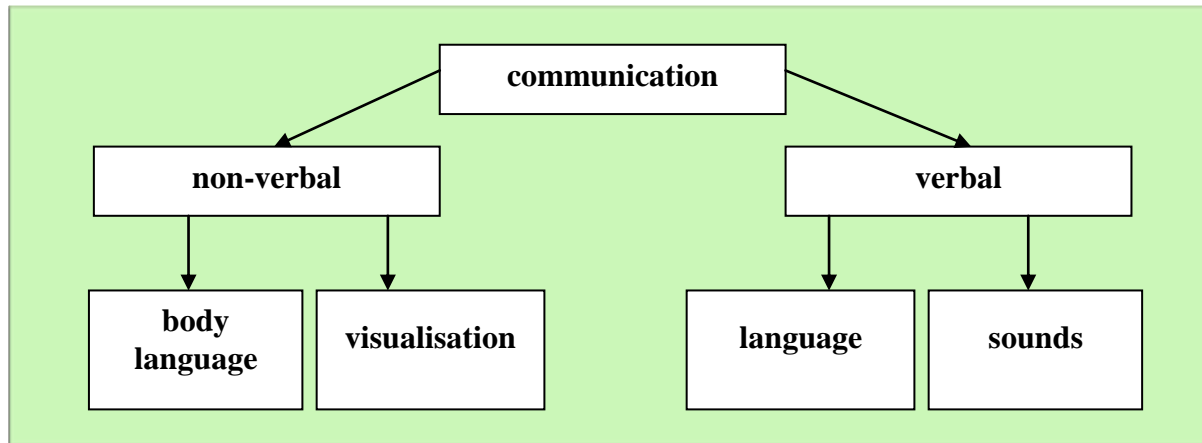 communication
non-verbal
verbal
body
language
visualisation
language
sounds